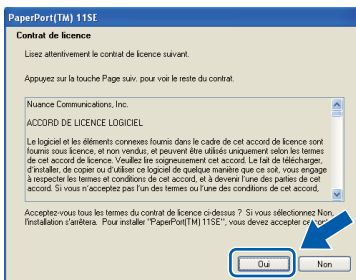 PaperPort(TM) 11SE
Contrat de licence
Lisez attentivement le contrat de licence suivant.
Appuyez sur la touche Page suiv. pour voir le reste du contrat.
Nuance Communications, Inc.
ACCORD DE LICENCE LOGICIEL
Le logiciel et les éléments connexes fournis dans le cadre de cet accord de licence sont
fournis sous licence, et non vendus, et peuvent être utilisés uniquement selon les termes
de cet accord de licence. Veuillez lire soigneusement cet accord. Le fait de télécharger,
d'installer, de copier ou d'utiliser ce logiciel de quelque manière que ce soit, vous engage
à respecter les termes et conditions de cet accord, et à devenir l'une des parties de cet
accord. Si vous n'acceptez pas l'un des termes ou l'une des conditions de cet accord,
Acceptez-vous tous les termes du contrat de licence ci-dessus ? Si vous sélectionnez Non,
l'installation s'arrêtera. Pour installer "PaperPort(TM) 11SE", vous devez accepter ce
Oui
Non